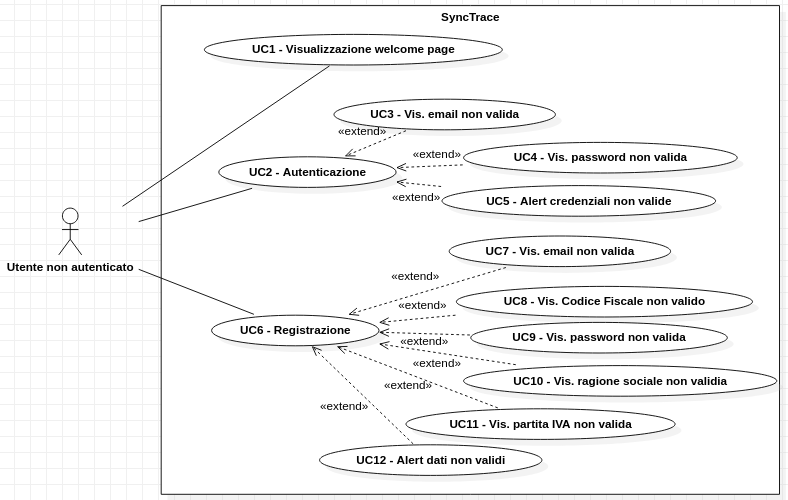 SyncTrace
UC1 - Visualizzazione welcome page
UC3 - Vis. email non valida
«extend»
UC4 - Vis. password non valida
«extend»
UC2 - Autenticazione
UC5 - Alert credenziali non valide
«extend»
Utente non autenticato
UC7 - Vis. email non valida
«extend»
UC8 - Vis. Codice Fiscale non valido
«extend»
UC6 - Registrazione
UC9 - Vis. password non valida
«extend»
«extend»
UC10 - Vis. ragione sociale non validia
«extend»
«extend»
UC11 - Vis. partita IVA non valida
UC12 - Alert dati non validi